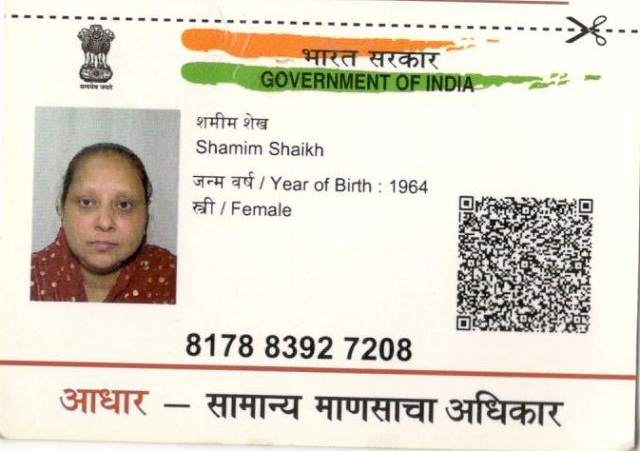 भारत सरकार
GOVERNMENT OF INDIA
सत्यमेव जयते
शमीम शेख
Shamim Shaikh
जन्म वर्ष / Year of Birth : 1964
स्त्री / Female
8178 8392 7208
आधार — सामान्य माणसाचा अधिकार